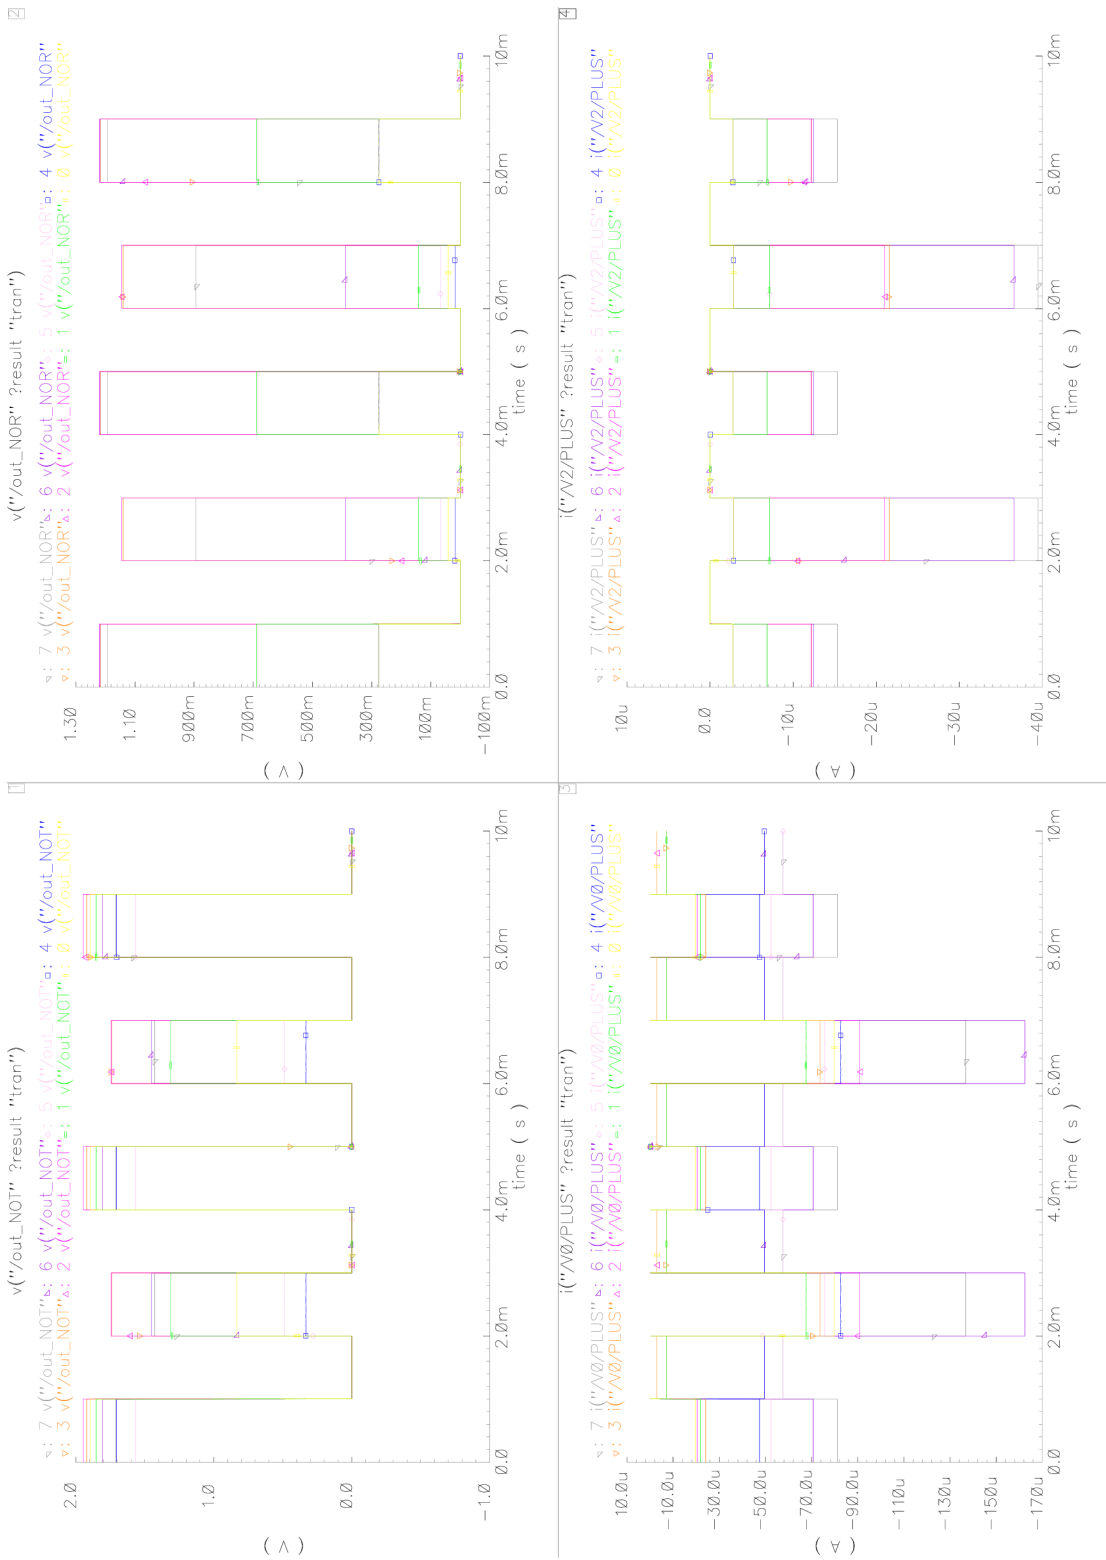 1
v("/out_NOT" ?result "tran")
▿: 7 v("/out_NOT")
▵: 6 v("/out_NOT")
◇: 5 v("/out_NOT")
□: 4 v("/out_NOT")
▽: 3 v("/out_NOT")
△: 2 v("/out_NOT")
=: 1 v("/out_NOT")
: 0 v("/out_NOT")
2.0
1.0
0.0
-1.0
( V )
0.0 2.0m 4.0m 6.0m 8.0m 10m
time ( s )
2
v("/out_NOR" ?result "tran")
▿: 7 v("/out_NOR")
▵: 6 v("/out_NOR")
◇: 5 v("/out_NOR")
□: 4 v("/out_NOR")
▽: 3 v("/out_NOR")
△: 2 v("/out_NOR")
=: 1 v("/out_NOR")
: 0 v("/out_NOR")
1.30
1.10
900m
700m
500m
300m
100m
-100m
( V )
0.0 2.0m 4.0m 6.0m 8.0m 10m
time ( s )
3
i("/V0/PLUS" ?result "tran")
▿: 7 i("/V0/PLUS")
▵: 6 i("/V0/PLUS")
◇: 5 i("/V0/PLUS")
□: 4 i("/V0/PLUS")
▽: 3 i("/V0/PLUS")
△: 2 i("/V0/PLUS")
=: 1 i("/V0/PLUS")
: 0 i("/V0/PLUS")
10.0u
-10.0u
-30.0u
-50.0u
-70.0u
-90.0u
-110u
-130u
-150u
-170u
( A )
0.0 2.0m 4.0m 6.0m 8.0m 10m
time ( s )
4
i("/V2/PLUS" ?result "tran")
▿: 7 i("/V2/PLUS")
▵: 6 i("/V2/PLUS")
◇: 5 i("/V2/PLUS")
□: 4 i("/V2/PLUS")
▽: 3 i("/V2/PLUS")
△: 2 i("/V2/PLUS")
=: 1 i("/V2/PLUS")
: 0 i("/V2/PLUS")
10u
0.0
-10u
-20u
-30u
-40u
( A )
0.0 2.0m 4.0m 6.0m 8.0m 10m
time ( s )